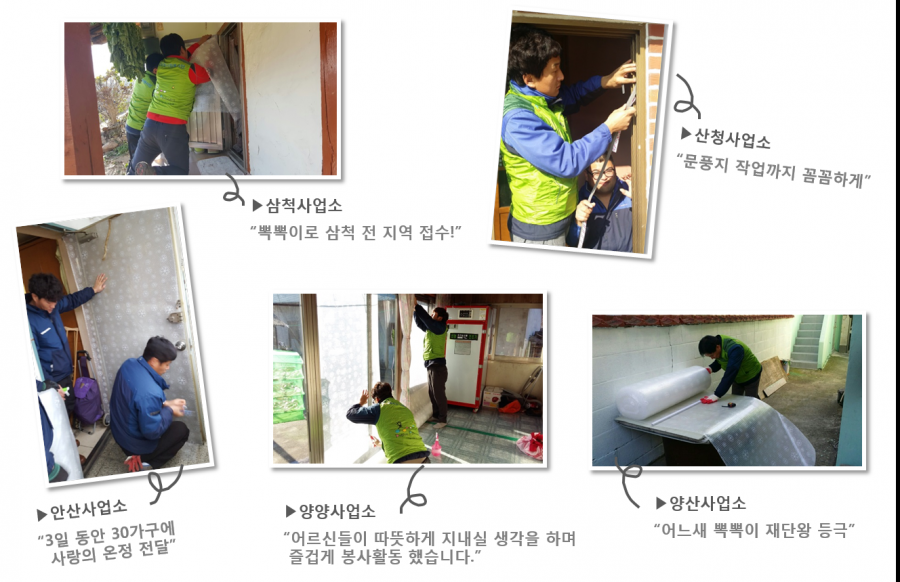 ▶산청사업소
“문풍지 작업까지 꼼꼼하게”
▶삼척사업소
“뽁뽁이로 삼척 전 지역 접수!”
▶안산사업소
“3일 동안 30가구에
사랑의 온정 전달”
▶양양사업소
“어르신들이 따뜻하게 지내실 생각을 하며
즐겁게 봉사활동 했습니다.”
▶양산사업소
“어느새 뽁뽁이 재단왕 등극”